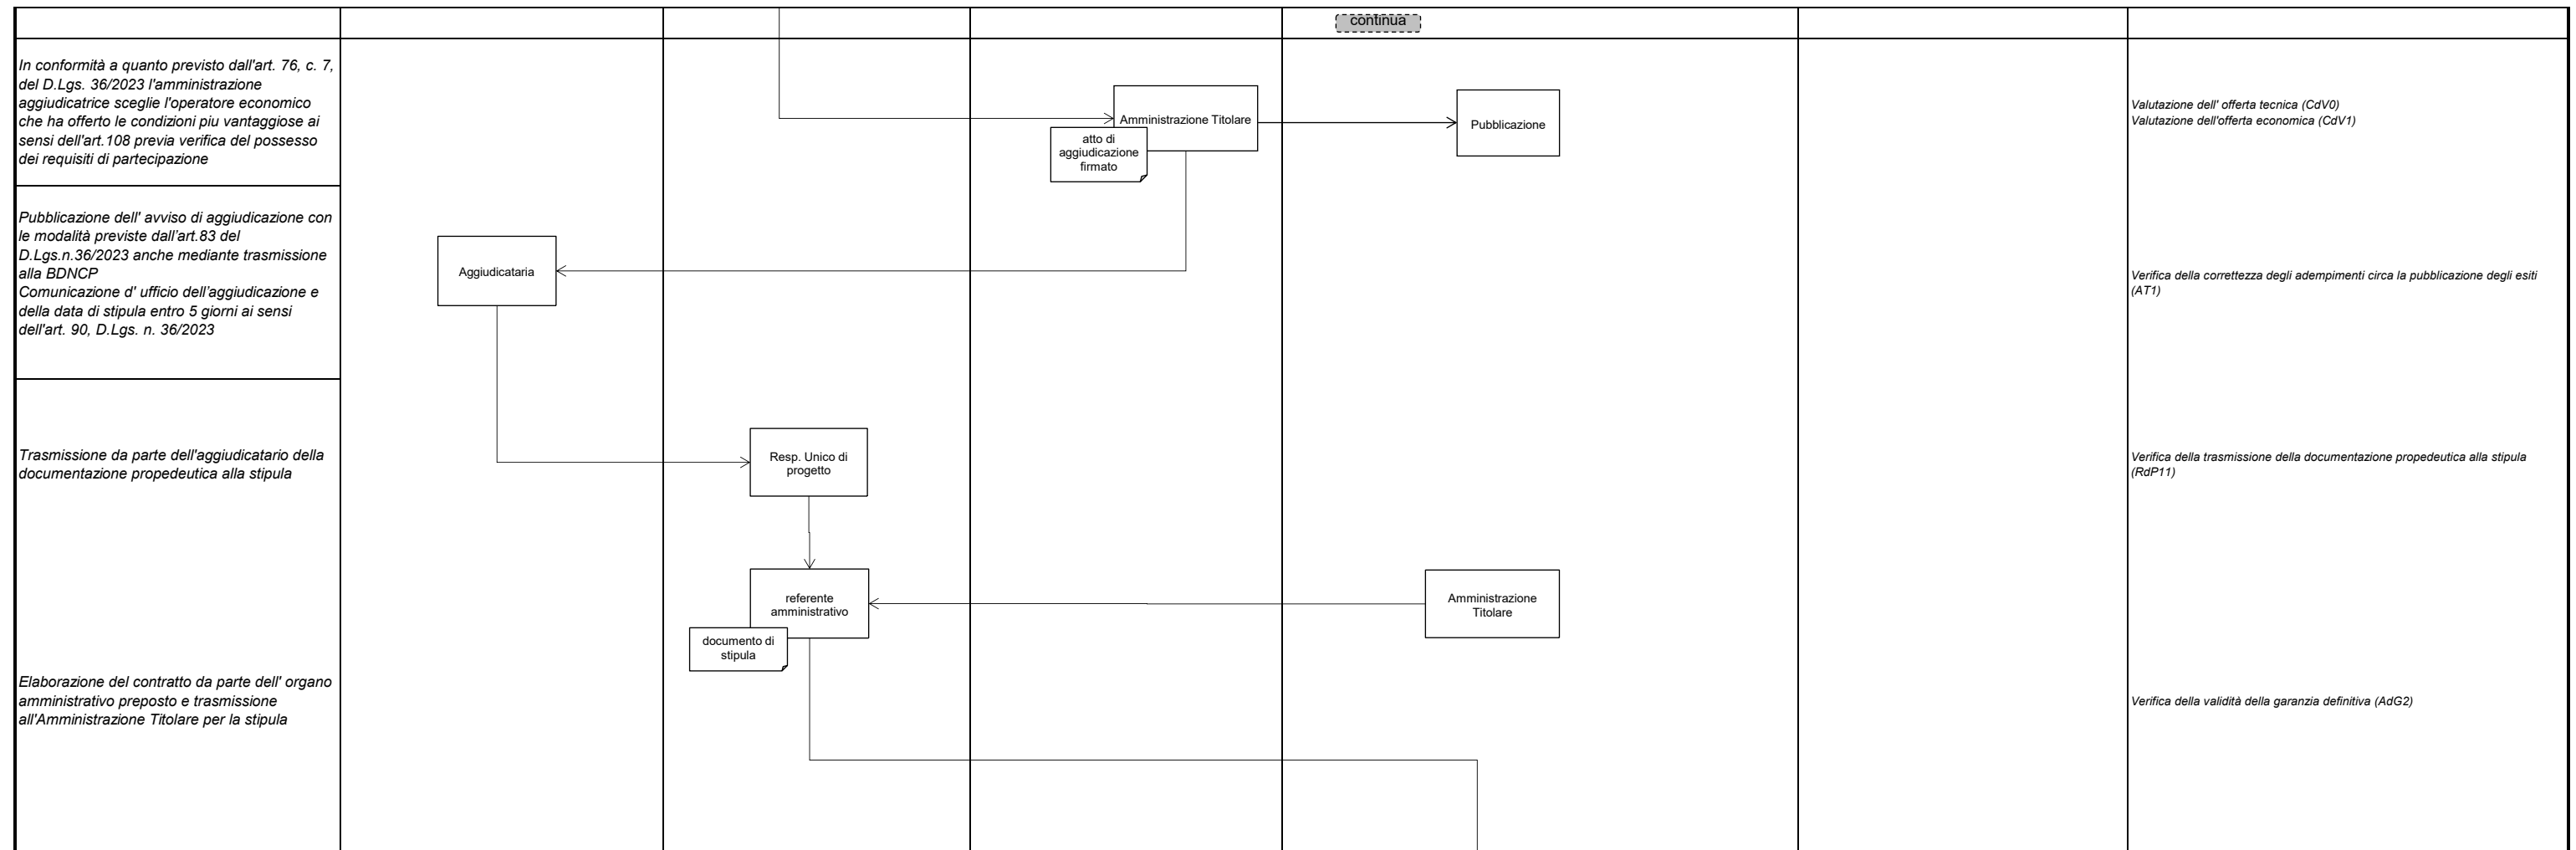 continua
In conformità a quanto previsto dall'art. 76, c. 7,
del D.Lgs. 36/2023 l'amministrazione
aggiudicatrice sceglie l'operatore economico
che ha offerto le condizioni piu vantaggiose ai
sensi dell'art.108 previa verifica del possesso
dei requisiti di partecipazione
Amministrazione Titolare
atto di
aggiudicazione
firmato
Pubblicazione
Valutazione dell' offerta tecnica (CdV0)
Valutazione dell'offerta economica (CdV1)
Pubblicazione dell' avviso di aggiudicazione con
le modalità previste dall'art.83 del
D.Lgs.n.36/2023 anche mediante trasmissione
alla BDNCP
Comunicazione d' ufficio dell'aggiudicazione e
della data di stipula entro 5 giorni ai sensi
dell'art. 90, D.Lgs. n. 36/2023
Aggiudicataria
Verifica della correttezza degli adempimenti circa la pubblicazione degli esiti
(AT1)
Trasmissione da parte dell'aggiudicatario della
documentazione propedeutica alla stipula
Resp. Unico di
progetto
Verifica della trasmissione della documentazione propedeutica alla stipula
(RdP11)
referente
amministrativo
documento di
stipula
Amministrazione
Titolare
Elaborazione del contratto da parte dell' organo
amministrativo preposto e trasmissione
all'Amministrazione Titolare per la stipula
Verifica della validità della garanzia definitiva (AdG2)